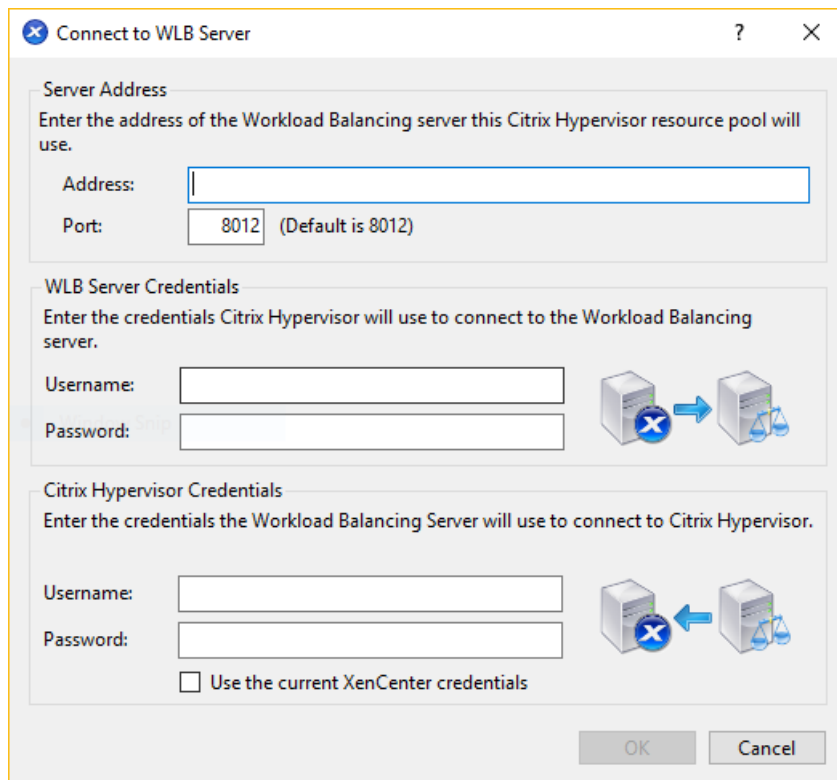 Connect to WLB Server
?
Server Address
Enter the address of the Workload Balancing server this Citrix Hypervisor resource pool will
use.
Address:
Port:
8012
(Default is 8012)
WLB Server Credentials
Enter the credentials Citrix Hypervisor will use to connect to the Workload Balancing
server.
Username:
Window Snip
Password:
Citrix Hypervisor Credentials
Enter the credentials the Workload Balancing Server will use to connect to Citrix Hypervisor.
Username:
Password:
Use the current XenCenter credentials
OK
Cancel